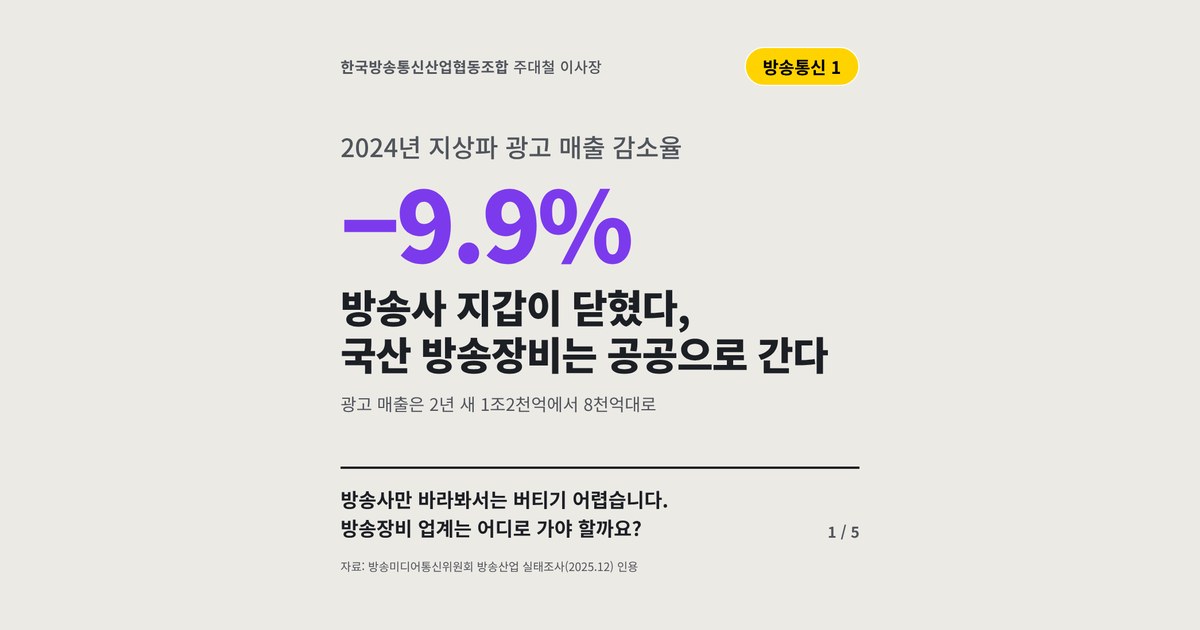 한국방송통신산업협동조합 주대철 이사장
방송통신 1
2024년 지상파 광고 매출 감소율
–9.9%
방송사 지갑이 닫혔다,
국산 방송장비는 공공으로 간다
광고 매출은 2년 새 1조2천억에서 8천억대로
방송사만 바라봐서는 버티기 어렵습니다.
방송장비 업계는 어디로 가야 할까요?
1 / 5
자료: 방송미디어통신위원회 방송산업 실태조사(2025.12) 인용